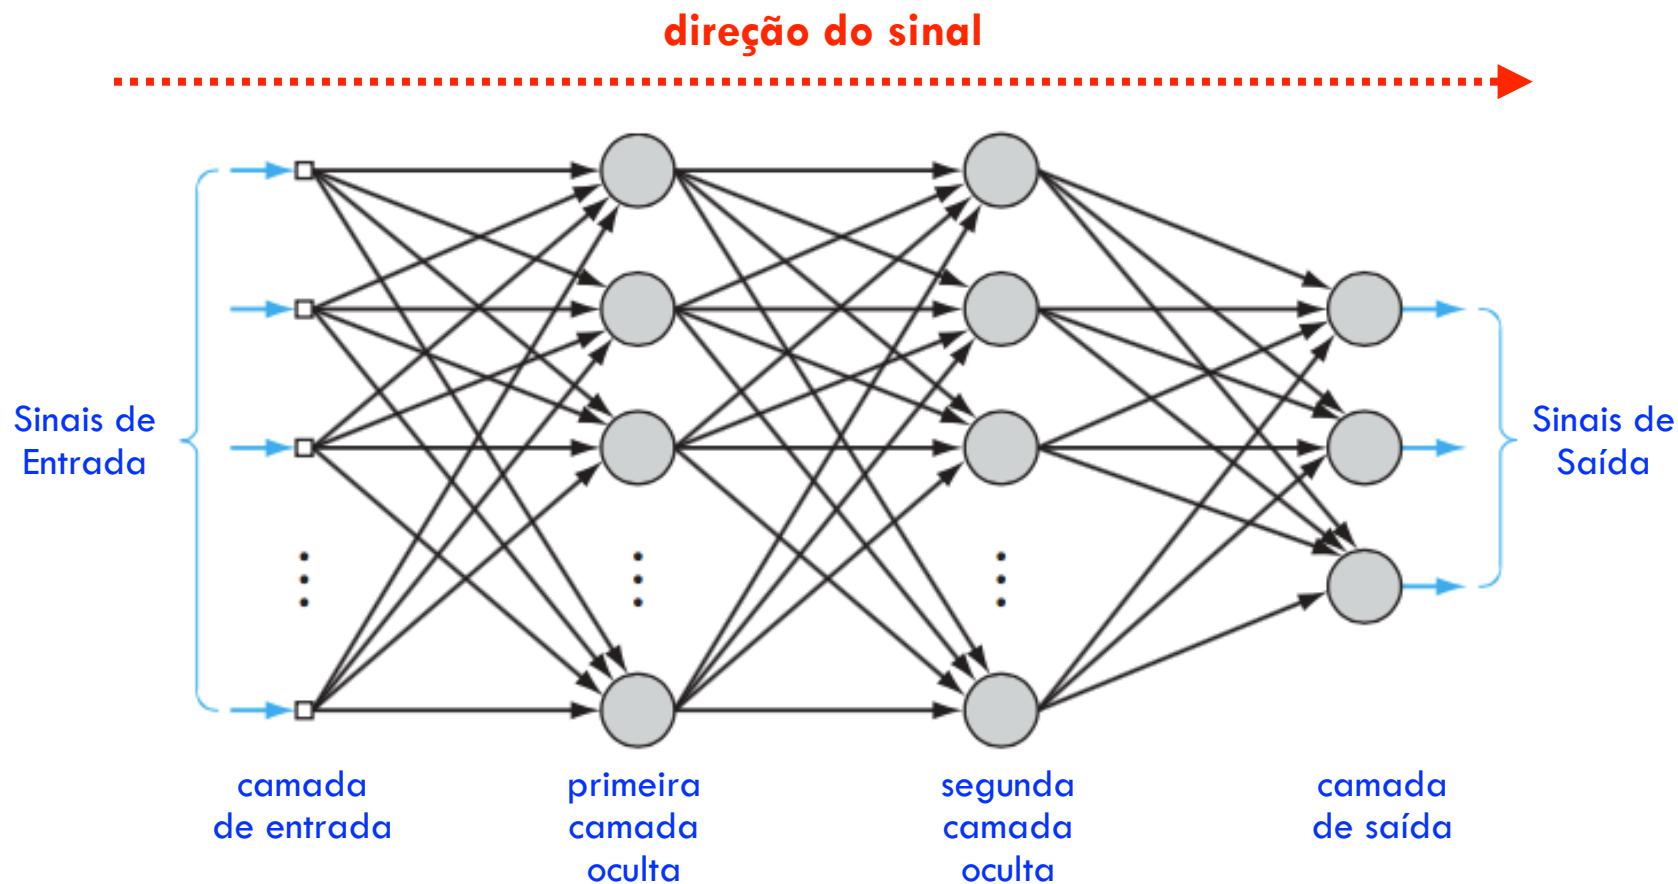 direção do sinal
Sinais de
Entrada
Sinais de
Saída
camada
de entrada
primeira
camada
oculta
segunda
camada
oculta
camada
de saída